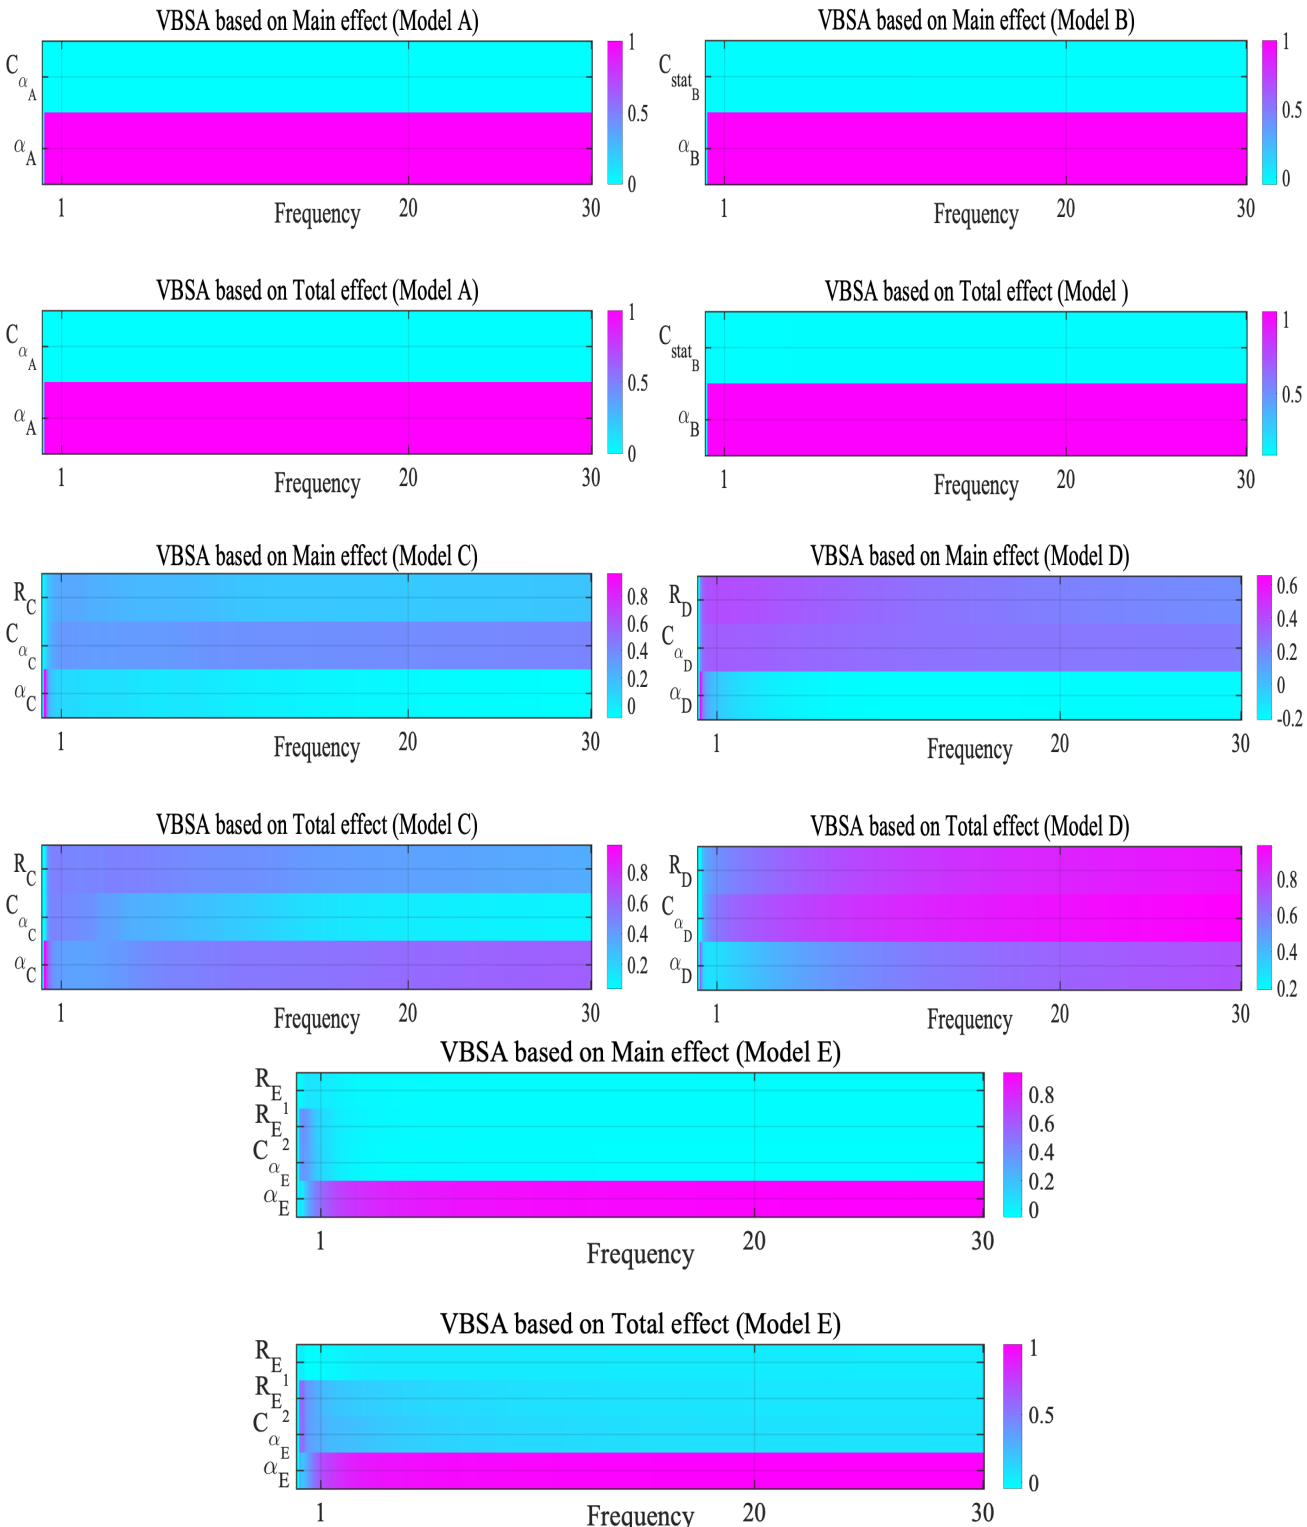 VBSA based on Main effect (Model A)
C
α
A
α
A
1
0.5
0
1
20
30
Frequency
VBSA based on Main effect (Model B)
C
stat
B
α
B
1
0.5
0
1
20
30
Frequency
VBSA based on Total effect (Model A)
C
α
A
α
A
1
0.5
0
1
20
30
Frequency
VBSA based on Total effect (Model )
C
stat
B
α
B
1
0.5
1
20
30
Frequency
VBSA based on Main effect (Model C)
R
C
C
α
C
α
C
0.8
0.6
0.4
0.2
0
1
20
30
Frequency
VBSA based on Main effect (Model D)
R
D
C
α
D
α
D
0.6
0.4
0.2
0
-0.2
1
20
30
Frequency
VBSA based on Total effect (Model C)
R
C
C
α
C
α
C
0.8
0.6
0.4
0.2
1
20
30
Frequency
VBSA based on Total effect (Model D)
R
D
C
α
D
α
D
0.8
0.6
0.4
0.2
1
20
30
Frequency
VBSA based on Main effect (Model E)
R
E
1
R
E
2
C
α
E
α
E
0.8
0.6
0.4
0.2
0
1
20
30
Frequency
VBSA based on Total effect (Model E)
R
E
1
R
E
2
C
α
E
α
E
1
0.5
0
1
20
30
Frequency